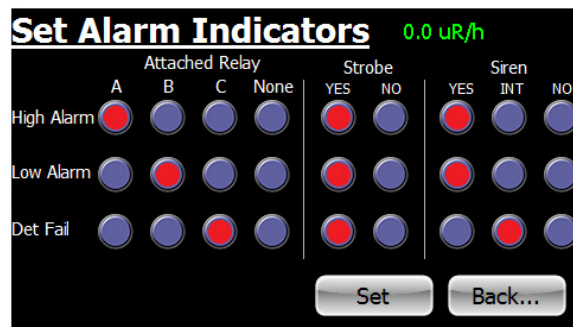 Set Alarm Indicators 0.0 uR/h
Attached Relay Strobe Siren
A B C None YES NO YES INT NO
High Alarm
Low Alarm
Det Fail
Set Back...